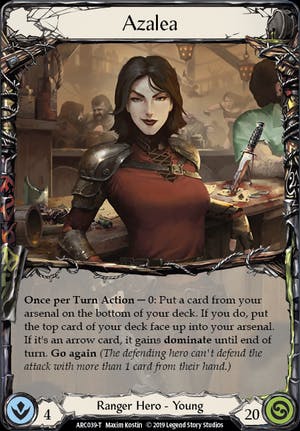 Azalea
Once per Turn Action — 0: Put a card from your
arsenal on the bottom of your deck. If you do, put
the top card of your deck face up into your arsenal.
If it's an arrow card, it gains dominate until end
of turn. Go again (The defending hero can't defend the
attack with more than 1 card from their hand.)
4
Ranger Hero - Young
20
ARC039-T Maxim Kostin © 2019 Legend Story Studios